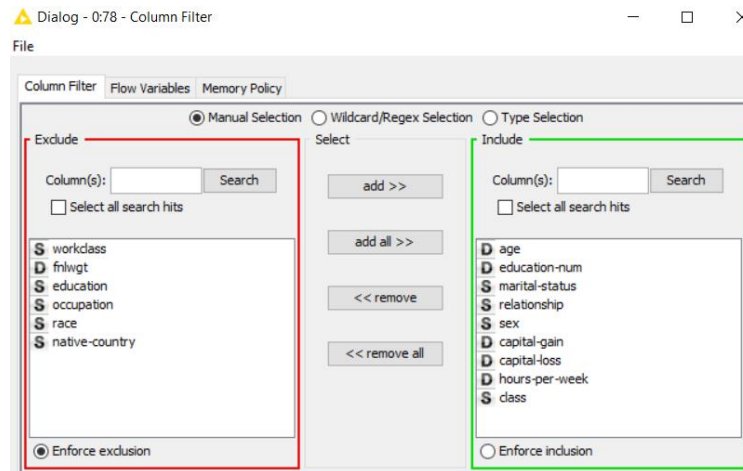 Dialog - 0:78 - Column Filter
File
Column Filter Flow Variables Memory Policy
Manual Selection Wildcard/Regex Selection Type Selection
Exclude
Column(s): Search
Select all search hits
S workclass
D fnlwgt
S education
S occupation
S race
S native-country
Enforce exclusion
Select
add >>
add all >>
<< remove
<< remove all
Include
Column(s): Search
Select all search hits
D age
D education-num
S marital-status
S relationship
S sex
D capital-gain
D capital-loss
D hours-per-week
S class
Enforce inclusion